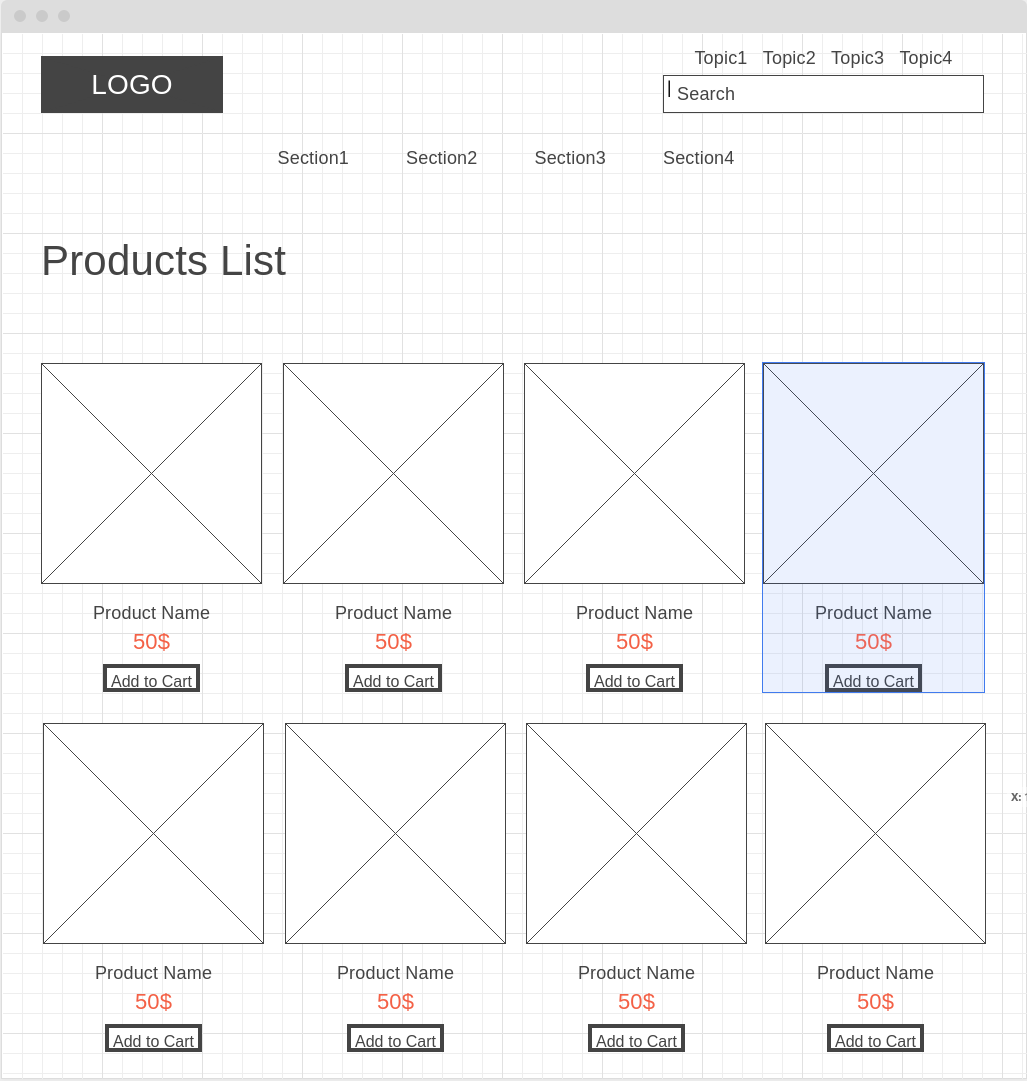 Topic1 Topic2 Topic3 Topic4
LOGO
Search
Section1 Section2 Section3 Section4
Products List
Product Name Product Name Product Name Product Name
50$ 50$ 50$ 50$
Add to Cart Add to Cart Add to Cart Add to Cart
X:
Product Name Product Name Product Name Product Name
50$ 50$ 50$ 50$
Add to Cart Add to Cart Add to Cart Add to Cart